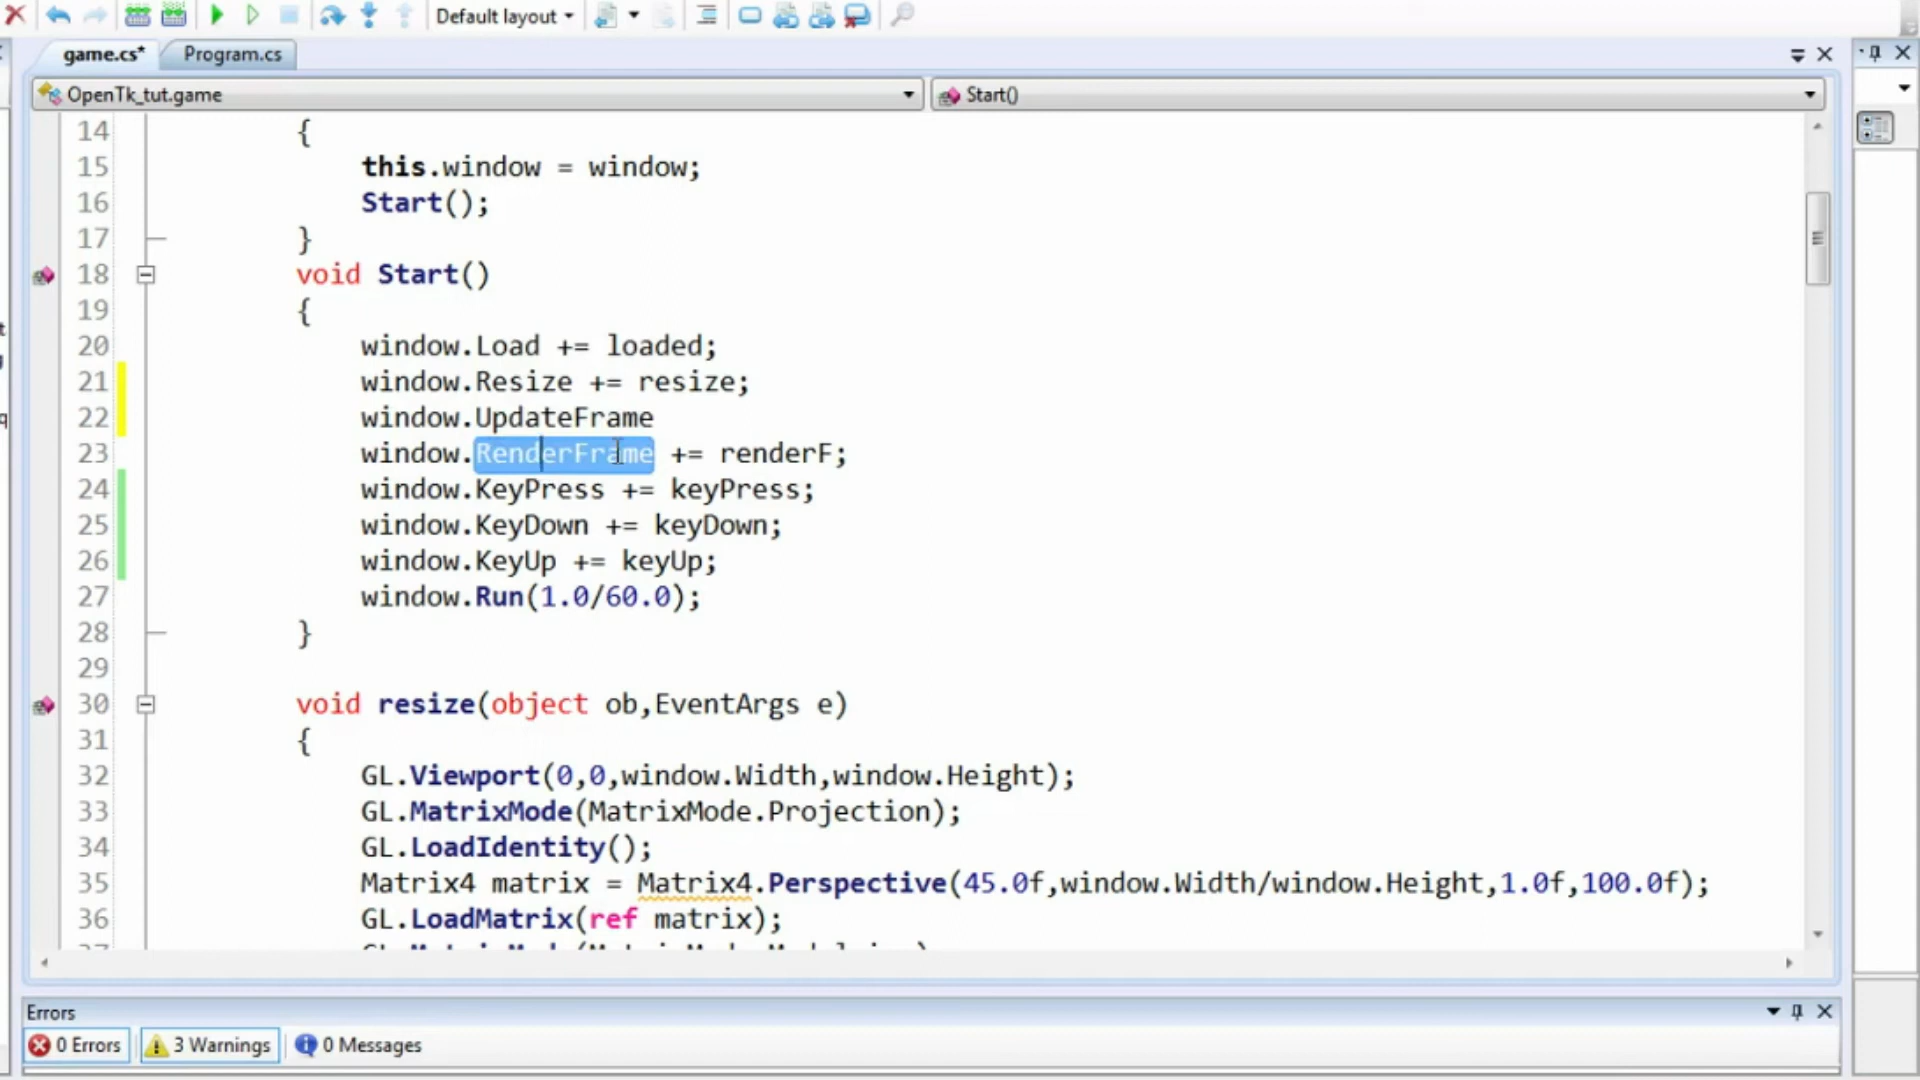 Default layout
game.cs*
Program.cs
OpenTk_tut.game
Start()
14 {
15 this.window = window;
16 Start();
17 }
18 void Start()
19 {
20 window.Load += loaded;
21 window.Resize += resize;
22 window.UpdateFrame
23 window.RenderFrame += renderF;
24 window.KeyPress += keyPress;
25 window.KeyDown += keyDown;
26 window.KeyUp += keyUp;
27 window.Run(1.0/60.0);
28 }
29
30 void resize(object ob,EventArgs e)
31 {
32 GL.Viewport(0,0,window.Width,window.Height);
33 GL.MatrixMode(MatrixMode.Projection);
34 GL.LoadIdentity();
35 Matrix4 matrix = Matrix4.Perspective(45.0f,window.Width/window.Height,1.0f,100.0f);
36 GL.LoadMatrix(ref matrix);
Errors
0 Errors
3 Warnings
0 Messages